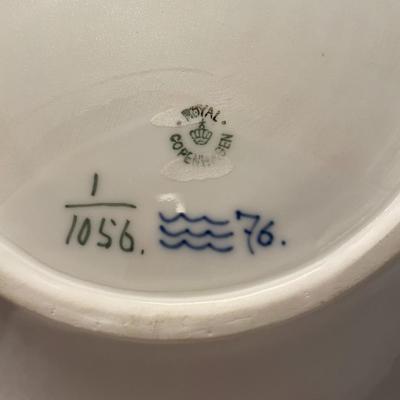 ROYAL
COPENHAGEN
1
1056. 76.